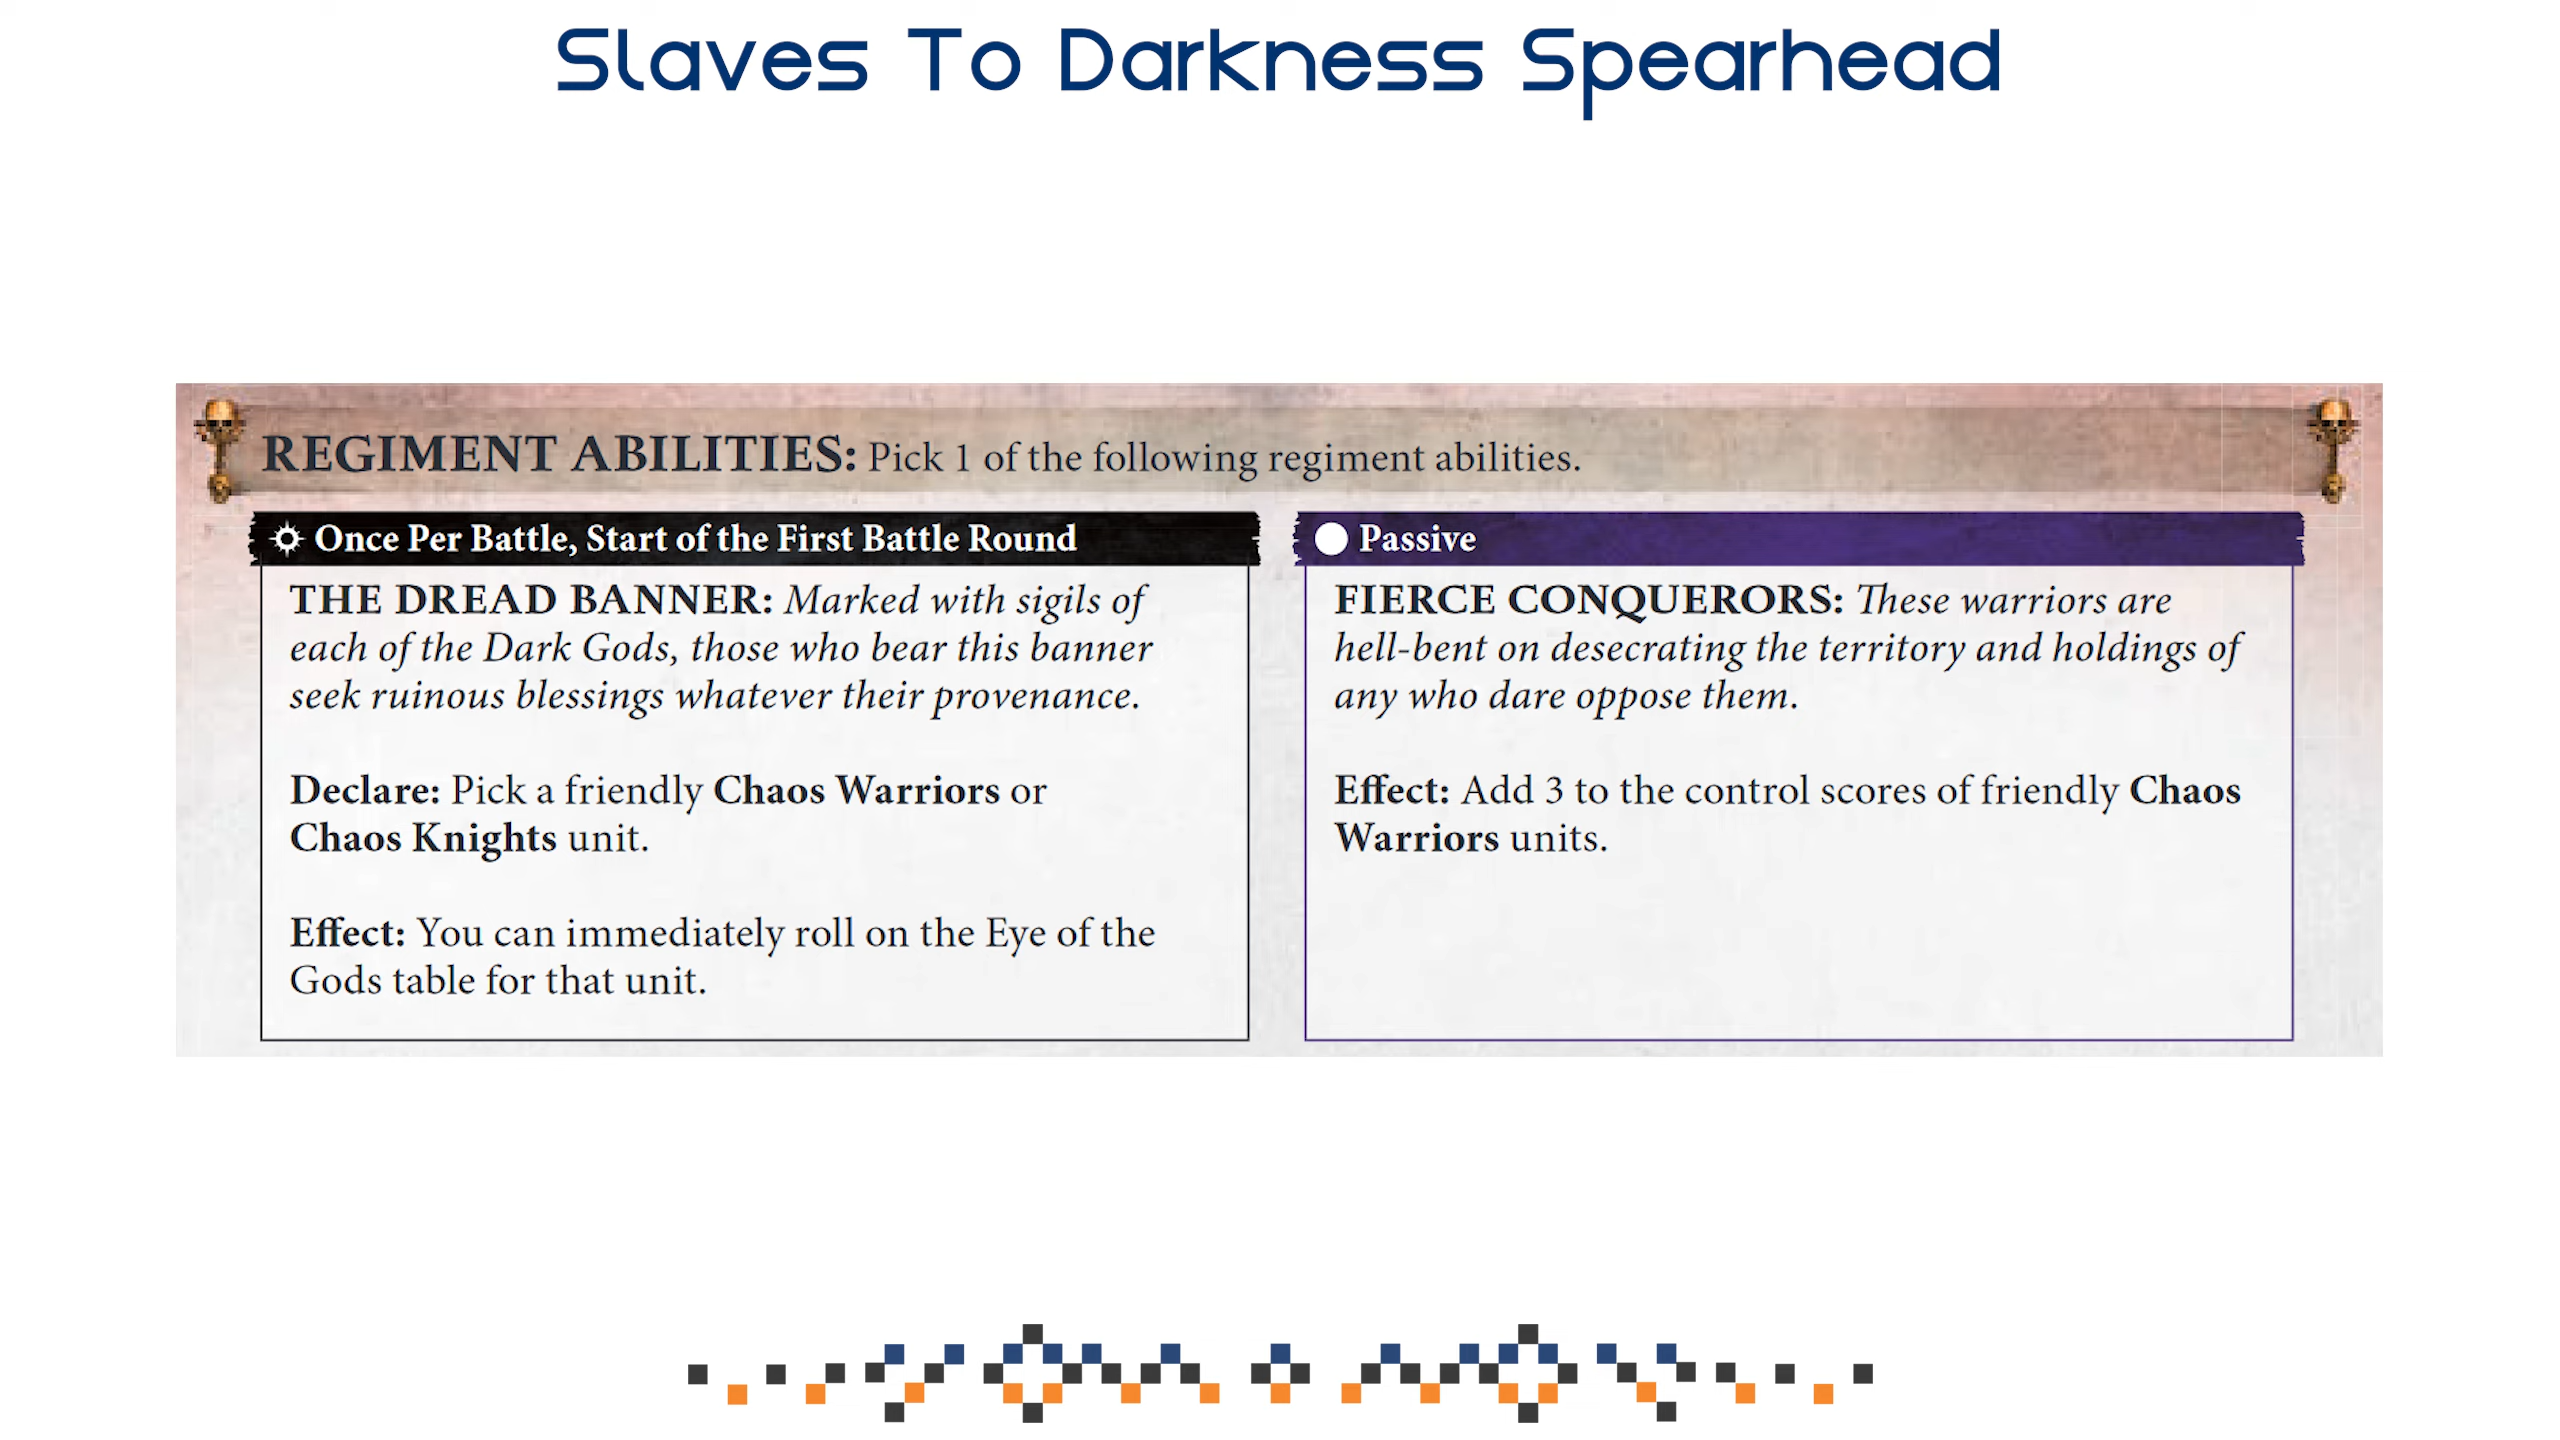 Slaves To Darkness Spearhead
REGIMENT ABILITIES: Pick 1 of the following regiment abilities.
Once Per Battle, Start of the First Battle Round
THE DREAD BANNER: Marked with sigils of
each of the Dark Gods, those who bear this banner
seek ruinous blessings whatever their provenance.
Declare: Pick a friendly Chaos Warriors or
Chaos Knights unit.
Effect: You can immediately roll on the Eye of the
Gods table for that unit.
Passive
FIERCE CONQUERORS: These warriors are
hell-bent on desecrating the territory and holdings of
any who dare oppose them.
Effect: Add 3 to the control scores of friendly Chaos
Warriors units.